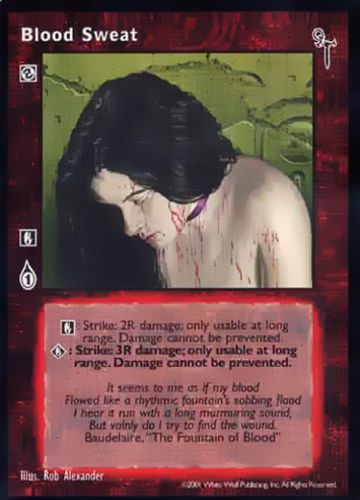 Blood Sweat
1
: Strike: 2R damage; only usable at long
range. Damage cannot be prevented.
: Strike: 3R damage; only usable at long
range. Damage cannot be prevented.
It seems to me as if my blood
Flowed like a rhythmic fountain's sobbing flood
I hear it run with a long murmuring sound,
But vainly do I try to find the wound.
Baudelaire, "The Fountain of Blood"
Illus. Rob Alexander
©2001 White Wolf Publishing, Inc. All Rights Reserved.